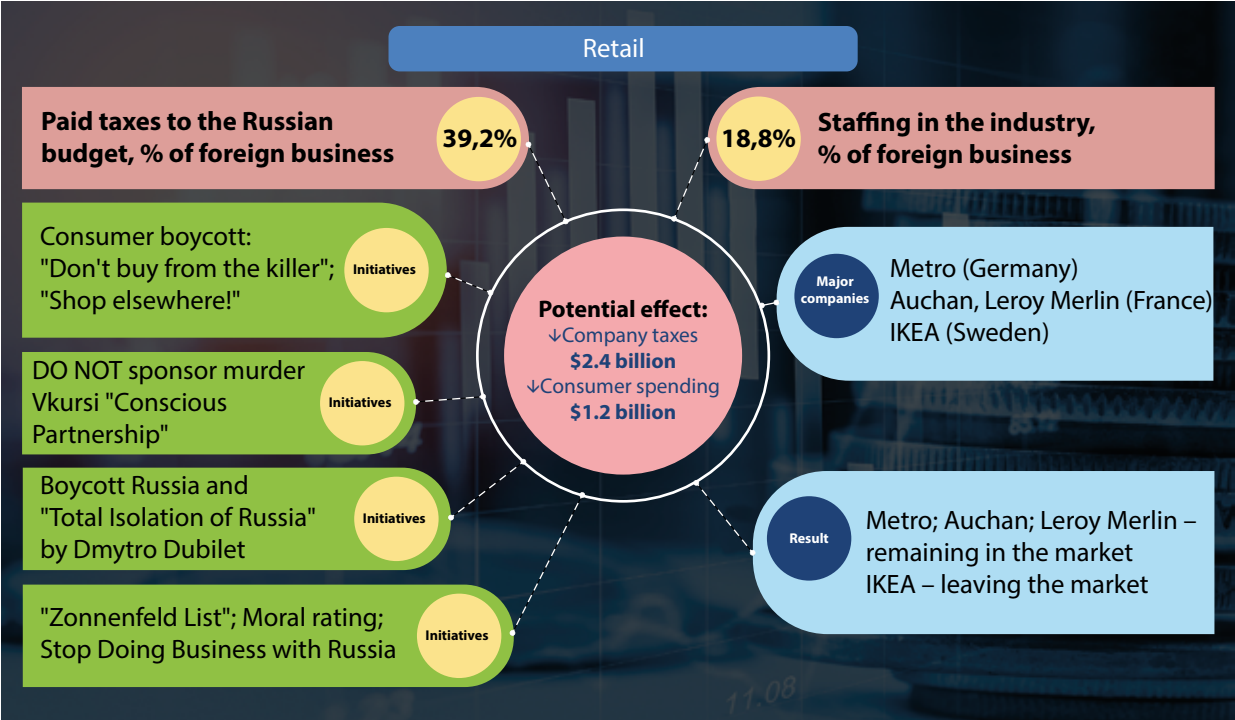 Retail
Paid taxes to the Russian
budget, % of foreign business
39,2%
18,8%
Staffing in the industry,
% of foreign business
Consumer boycott:
"Don't buy from the killer";
"Shop elsewhere!"
Initiatives
DO NOT sponsor murder
Vkursi "Conscious
Partnership"
Initiatives
Boycott Russia and
"Total Isolation of Russia"
by Dmytro Dubilet
Initiatives
"Zonnenfeld List"; Moral rating;
Stop Doing Business with Russia
Initiatives
Potential effect:
↓Company taxes
$2.4 billion
↓Consumer spending
$1.2 billion
Major
companies
Metro (Germany)
Auchan, Leroy Merlin (France)
IKEA (Sweden)
Result
Metro; Auchan; Leroy Merlin –
remaining in the market
IKEA – leaving the market
11.08